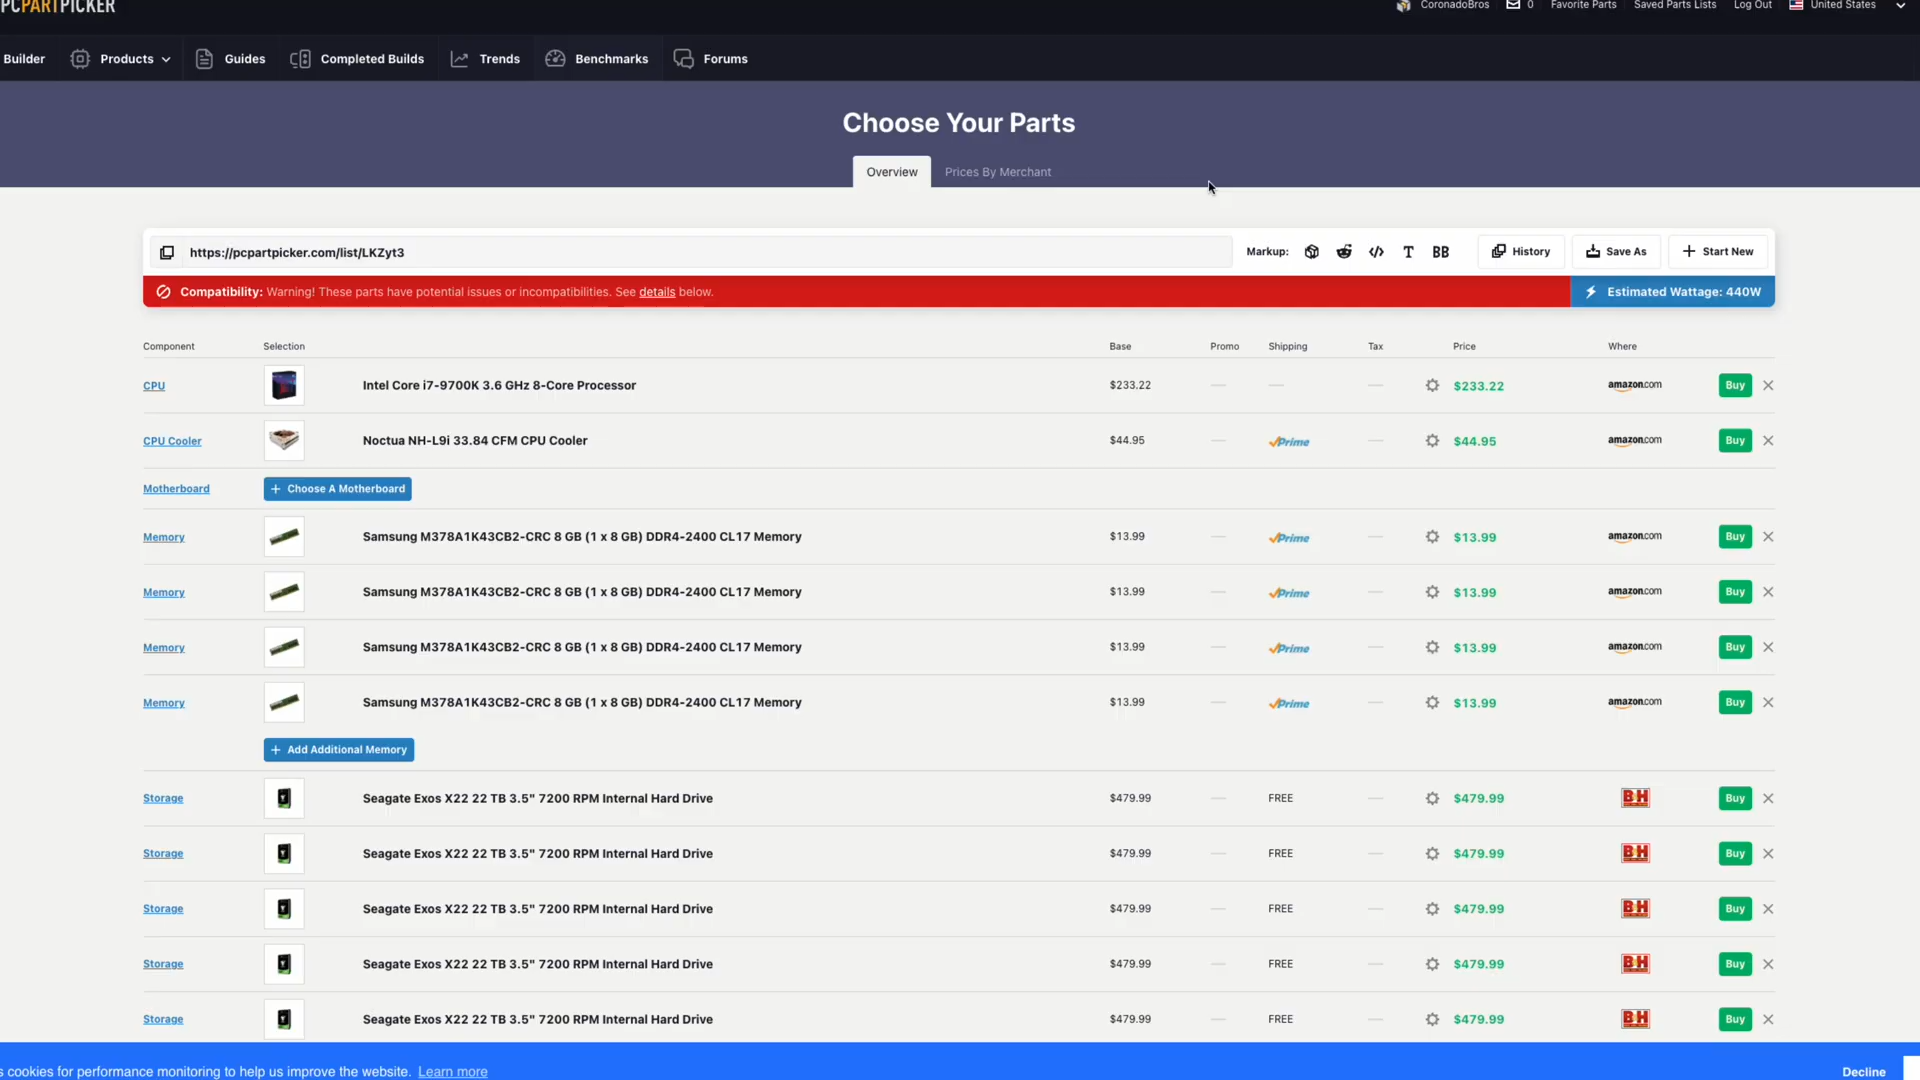 PCPARTPICKER
CoronadoBros 0 Favorite Parts Saved Parts Lists Log Out United States
Builder Products Guides Completed Builds Trends Benchmarks Forums
Choose Your Parts
Overview Prices By Merchant
https://pcpartpicker.com/list/LKZyt3 Markup: T BB History Save As Start New
Compatibility: Warning! These parts have potential issues or incompatibilities. See details below. Estimated Wattage: 440W
Component Selection Base Promo Shipping Tax Price Where
CPU Intel Core i7-9700K 3.6 GHz 8-Core Processor $233.22 — — — $233.22 amazon.com Buy
CPU Cooler Noctua NH-L9i 33.84 CFM CPU Cooler $44.95 — Prime — $44.95 amazon.com Buy
Motherboard + Choose A Motherboard
Memory Samsung M378A1K43CB2-CRC 8 GB (1 x 8 GB) DDR4-2400 CL17 Memory $13.99 — Prime — $13.99 amazon.com Buy
Memory Samsung M378A1K43CB2-CRC 8 GB (1 x 8 GB) DDR4-2400 CL17 Memory $13.99 — Prime — $13.99 amazon.com Buy
Memory Samsung M378A1K43CB2-CRC 8 GB (1 x 8 GB) DDR4-2400 CL17 Memory $13.99 — Prime — $13.99 amazon.com Buy
Memory Samsung M378A1K43CB2-CRC 8 GB (1 x 8 GB) DDR4-2400 CL17 Memory $13.99 — Prime — $13.99 amazon.com Buy
+ Add Additional Memory
Storage Seagate Exos X22 22 TB 3.5" 7200 RPM Internal Hard Drive $479.99 — FREE — $479.99 B&H Buy
Storage Seagate Exos X22 22 TB 3.5" 7200 RPM Internal Hard Drive $479.99 — FREE — $479.99 B&H Buy
Storage Seagate Exos X22 22 TB 3.5" 7200 RPM Internal Hard Drive $479.99 — FREE — $479.99 B&H Buy
Storage Seagate Exos X22 22 TB 3.5" 7200 RPM Internal Hard Drive $479.99 — FREE — $479.99 B&H Buy
Storage Seagate Exos X22 22 TB 3.5" 7200 RPM Internal Hard Drive $479.99 — FREE — $479.99 B&H Buy
s cookies for performance monitoring to help us improve the website. Learn more Decline